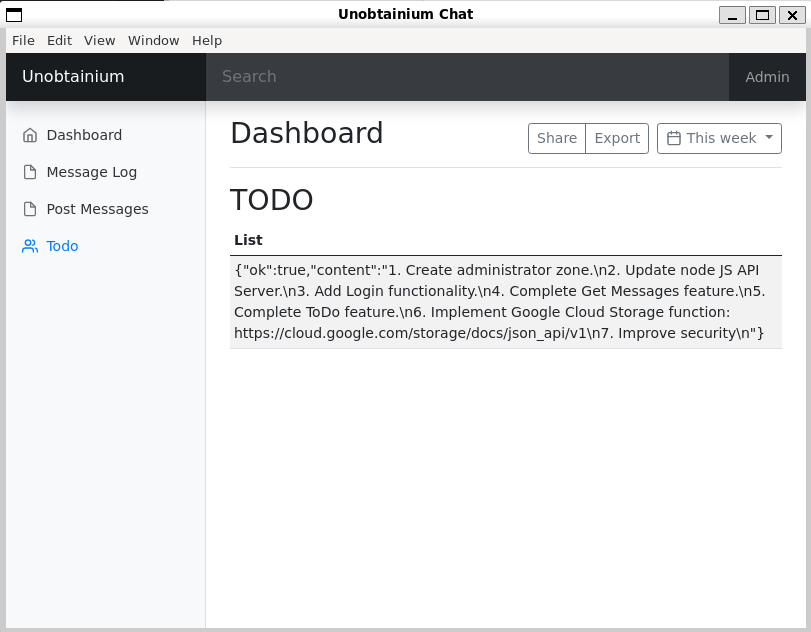 Unobtainium Chat
File Edit View Window Help
Unobtainium
Search
Admin
Dashboard
Message Log
Post Messages
Todo
Dashboard
Share
Export
This week
TODO
List
{"ok":true,"content":"1. Create administrator zone.\n2. Update node JS API
Server.\n3. Add Login functionality.\n4. Complete Get Messages feature.\n5.
Complete ToDo feature.\n6. Implement Google Cloud Storage function:
https://cloud.google.com/storage/docs/json_api/v1\n7. Improve security\n"}